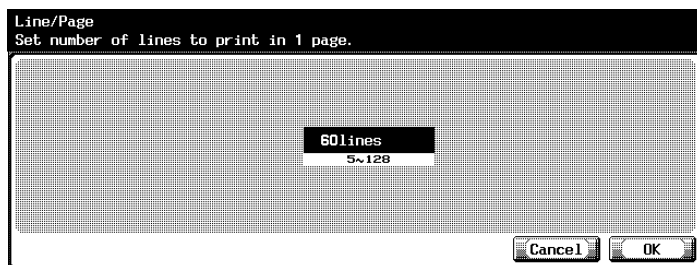 Line/Page
Set number of lines to print in 1 page.
60lines
5~128
Cancel OK